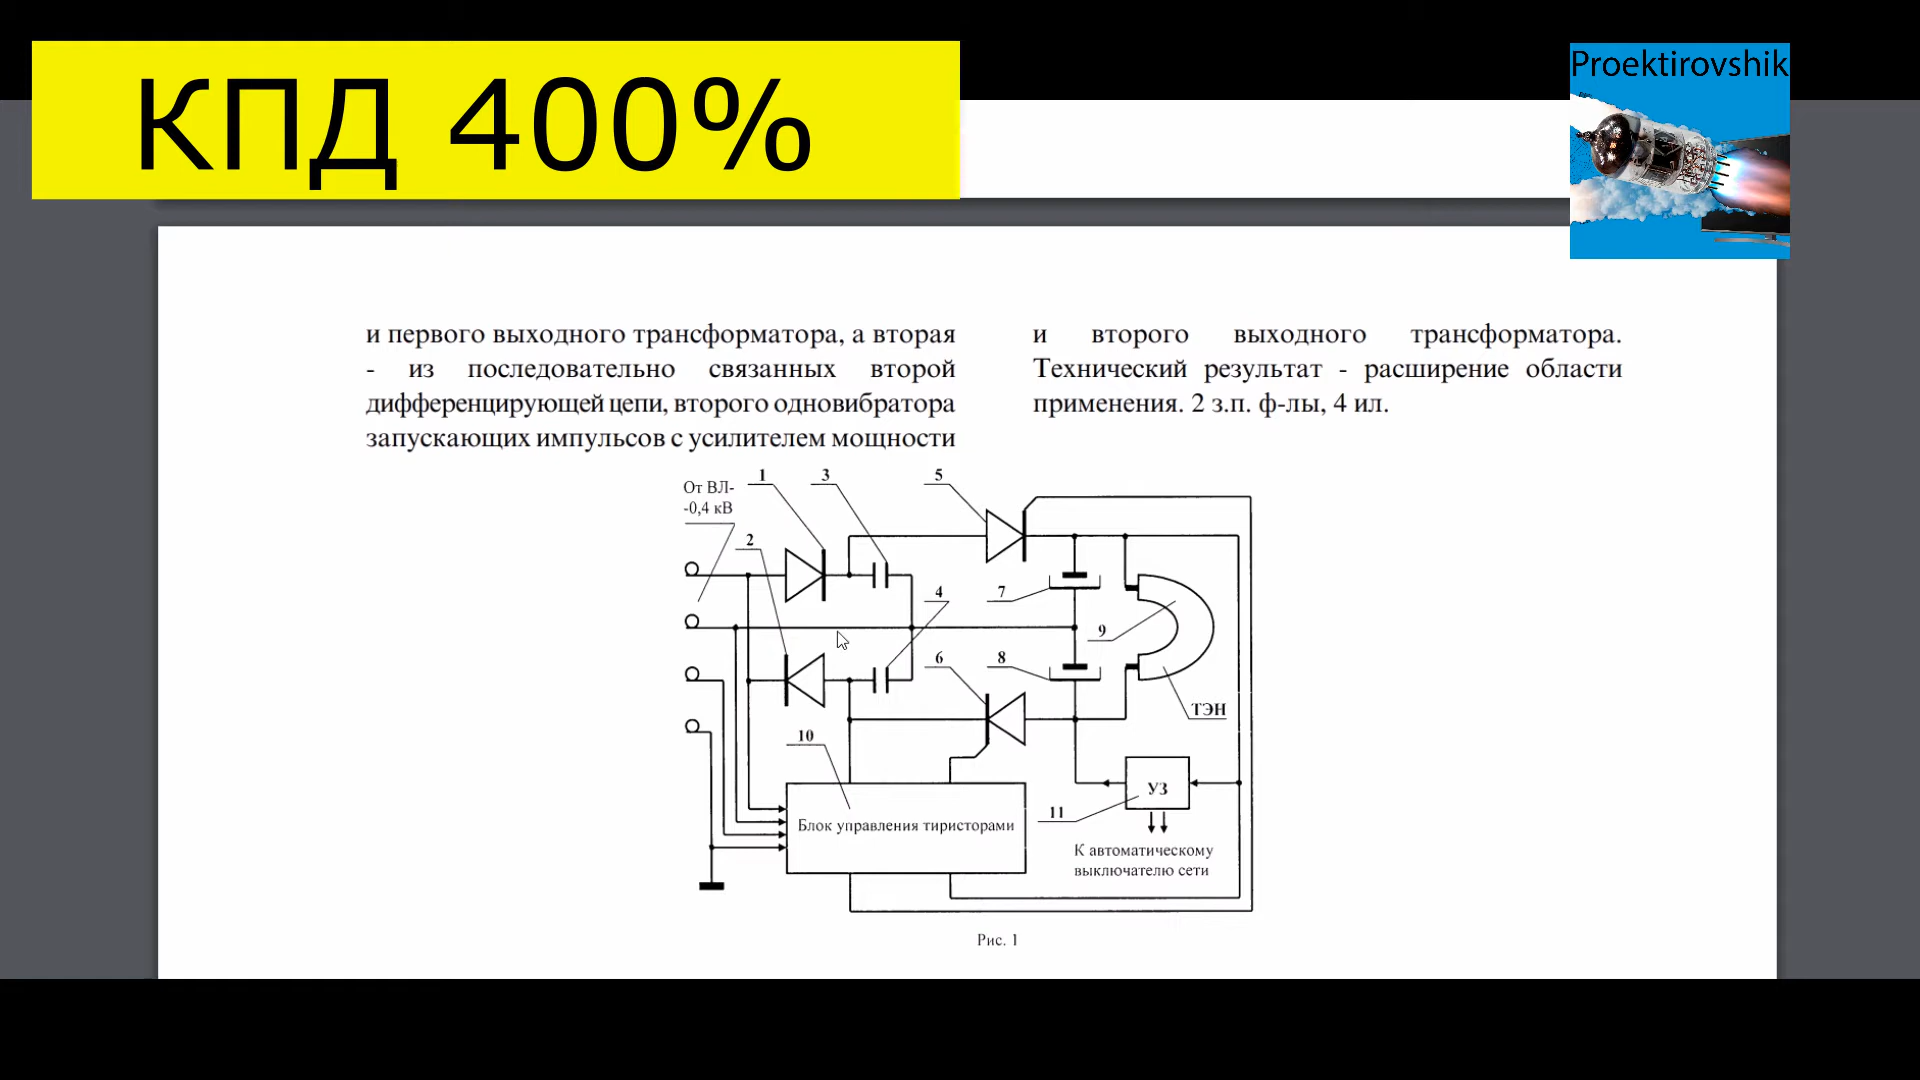 КПД 400%
Proektirovshik
и первого выходного трансформатора, а вторая
- из последовательно связанных второй
дифференцирующей цепи, второго одновибратора
запускающих импульсов с усилителем мощности
и второго выходного трансформатора.
Технический результат - расширение области
применения. 2 з.п. ф-лы, 4 ил.
От ВЛ-
-0,4 кВ
1
3
5
2
4
7
9
6
8
ТЭН
10
УЗ
11
Блок управления тиристорами
К автоматическому
выключателю сети
Рис. 1